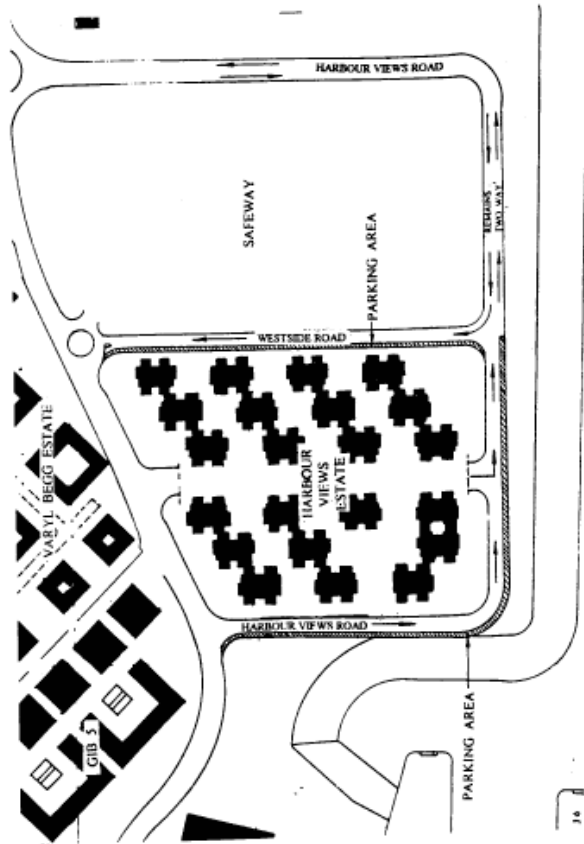 HARBOUR VIEWS ROAD
SAFEWAY
REMAINS
TWO WAY
PARKING AREA
WESTSIDE ROAD
VARYL BEGG ESTATE
HARBOUR
VIEWS
ESTATE
HARBOUR VIEWS ROAD
GIB 5
PARKING AREA